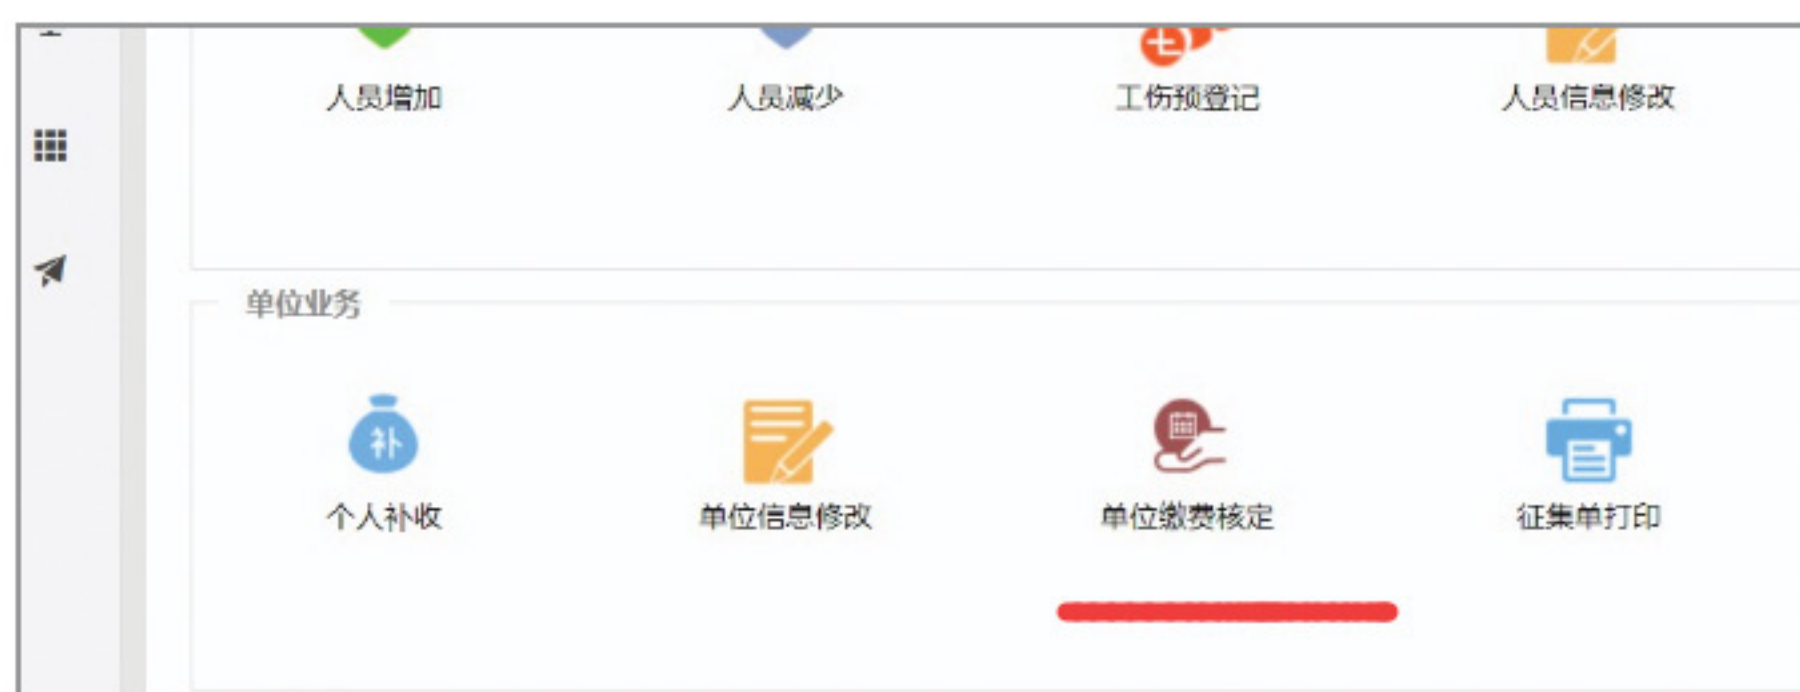 人员增加 人员减少 工伤预登记 人员信息修改
单位业务
补
个人补收 单位信息修改 单位缴费核定 征集单打印